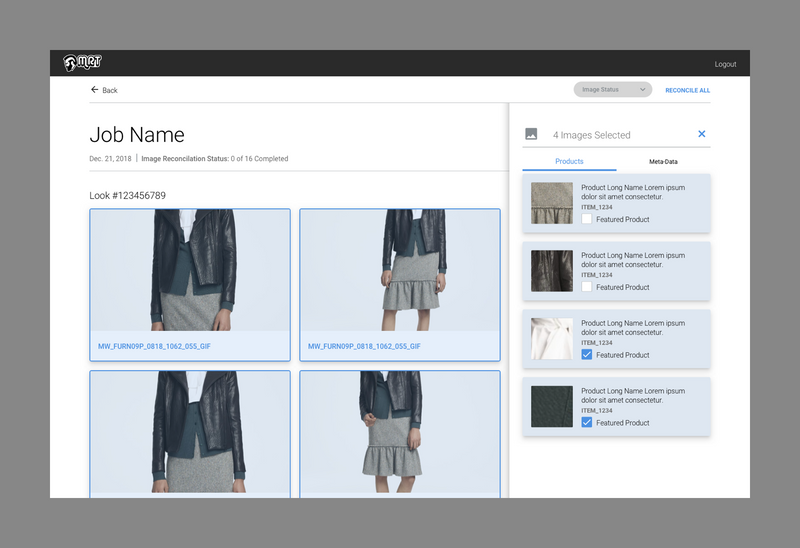 MRT
Logout
Back
Image Status
RECONCILE ALL
Job Name
Dec. 21, 2018 | Image Reconciliation Status: 0 of 16 Completed
Look #123456789
MW_FURN09P_0818_1062_055_GIF
MW_FURN09P_0818_1062_055_GIF
4 Images Selected
Products
Meta-Data
Product Long Name Lorem ipsum
dolor sit amet consectetur.
ITEM_1234
Featured Product
Product Long Name Lorem ipsum
dolor sit amet consectetur.
ITEM_1234
Featured Product
Product Long Name Lorem ipsum
dolor sit amet consectetur.
ITEM_1234
Featured Product
Product Long Name Lorem ipsum
dolor sit amet consectetur.
ITEM_1234
Featured Product